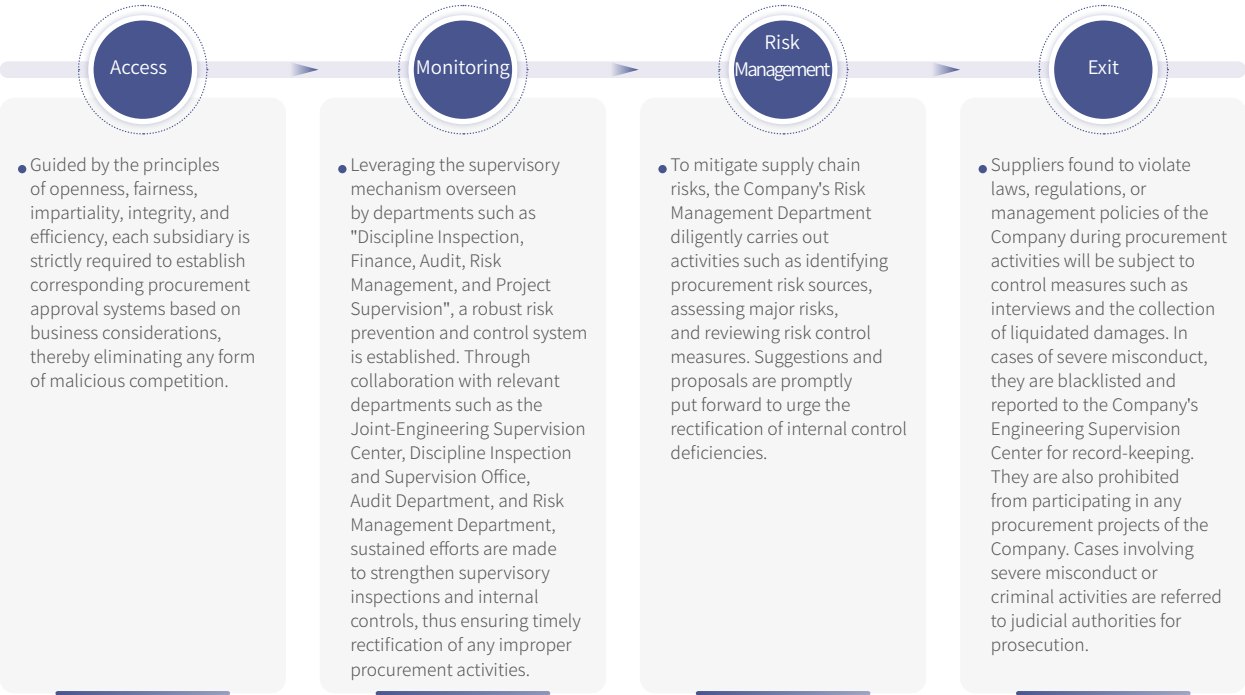 Access
Guided by the principles
of openness, fairness,
impartiality, integrity, and
efficiency, each subsidiary is
strictly required to establish
corresponding procurement
approval systems based on
business considerations,
thereby eliminating any form
of malicious competition.
Monitoring
Leveraging the supervisory
mechanism overseen
by departments such as
"Discipline Inspection,
Finance, Audit, Risk
Management, and Project
Supervision", a robust risk
prevention and control system
is established. Through
collaboration with relevant
departments such as the
Joint-Engineering Supervision
Center, Discipline Inspection
and Supervision Office,
Audit Department, and Risk
Management Department,
sustained efforts are made
to strengthen supervisory
inspections and internal
controls, thus ensuring timely
rectification of any improper
procurement activities.
Risk
Management
To mitigate supply chain
risks, the Company's Risk
Management Department
diligently carries out
activities such as identifying
procurement risk sources,
assessing major risks,
and reviewing risk control
measures. Suggestions and
proposals are promptly
put forward to urge the
rectification of internal control
deficiencies.
Exit
Suppliers found to violate
laws, regulations, or
management policies of the
Company during procurement
activities will be subject to
control measures such as
interviews and the collection
of liquidated damages. In
cases of severe misconduct,
they are blacklisted and
reported to the Company's
Engineering Supervision
Center for record-keeping.
They are also prohibited
from participating in any
procurement projects of the
Company. Cases involving
severe misconduct or
criminal activities are referred
to judicial authorities for
prosecution.